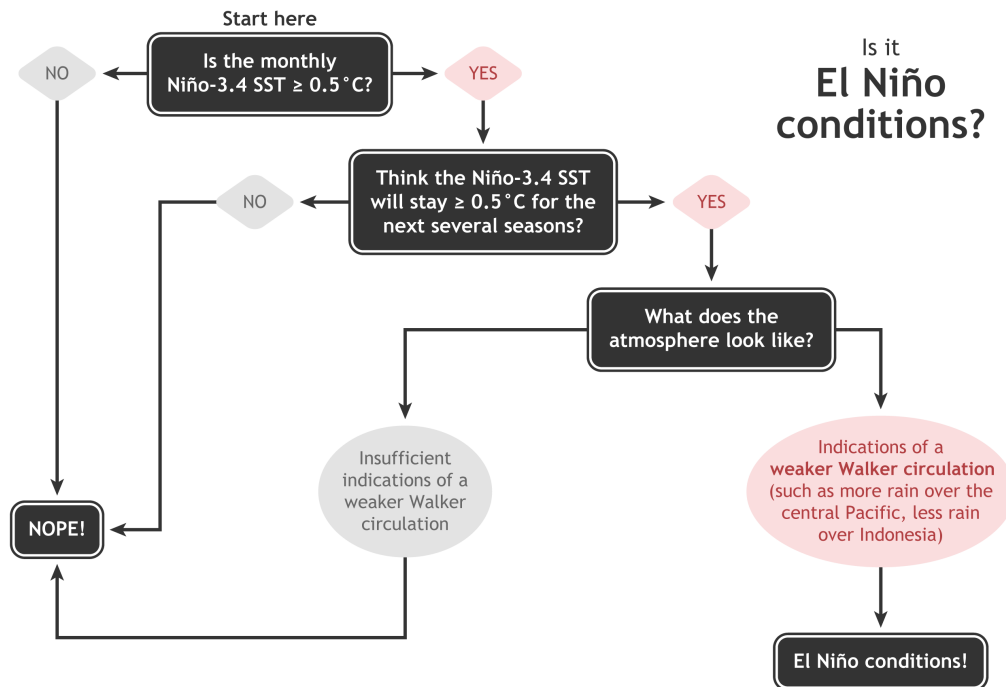 Start here
Is the monthly
Niño-3.4 SST ≥ 0.5°C?
NO
YES
Is it
El Niño
conditions?
Think the Niño-3.4 SST
will stay ≥ 0.5°C for the
next several seasons?
NO
YES
What does the
atmosphere look like?
Insufficient
indications of a
weaker Walker
circulation
Indications of a
weaker Walker circulation
(such as more rain over the
central Pacific, less rain
over Indonesia)
NOPE!
El Niño conditions!